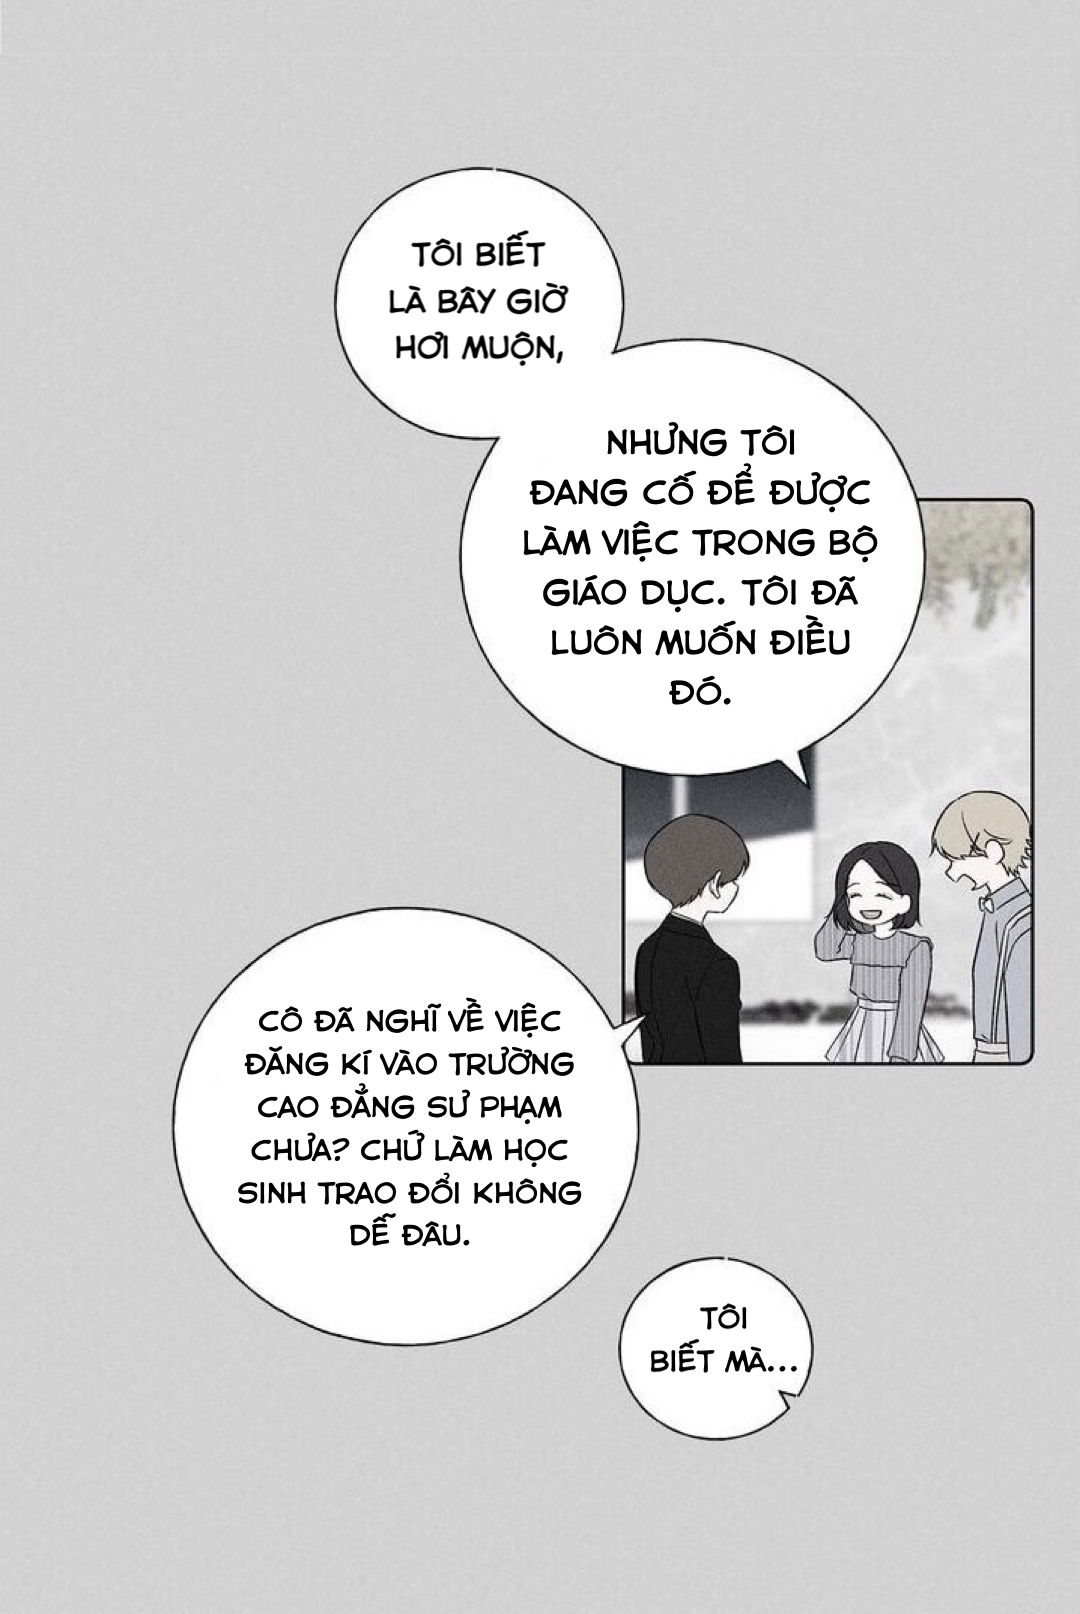 TÔI BIẾT
LÀ BÂY GIỜ
HƠI MUỘN,
NHƯNG TÔI
ĐANG CỐ ĐỂ ĐƯỢC
LÀM VIỆC TRONG BỘ
GIÁO DỤC. TÔI ĐÃ
LUÔN MUỐN ĐIỀU
ĐÓ.
CÔ ĐÃ NGHĨ VỀ VIỆC
ĐĂNG KÍ VÀO TRƯỜNG
CAO ĐẲNG SƯ PHẠM
CHƯA? CHỨ LÀM HỌC
SINH TRAO ĐỔI KHÔNG
DỄ ĐÂU.
TÔI
BIẾT MÀ...